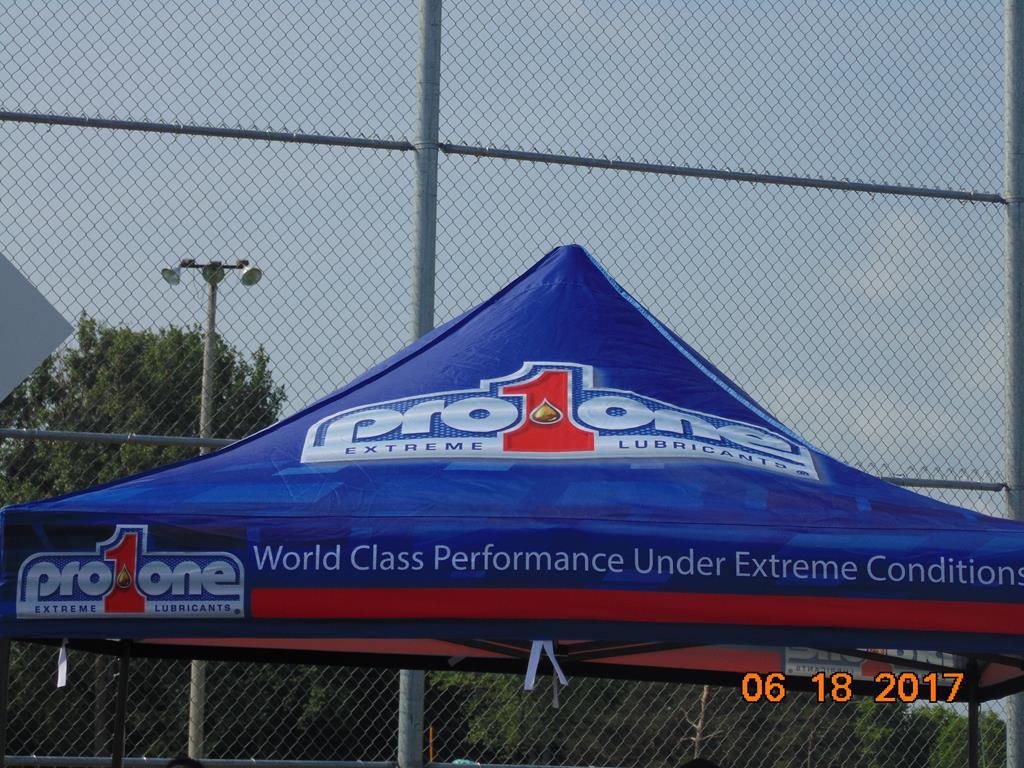 pro1one
EXTREME LUBRICANTS
pro1one
EXTREME LUBRICANTS
World Class Performance Under Extreme Conditions
06 18 2017